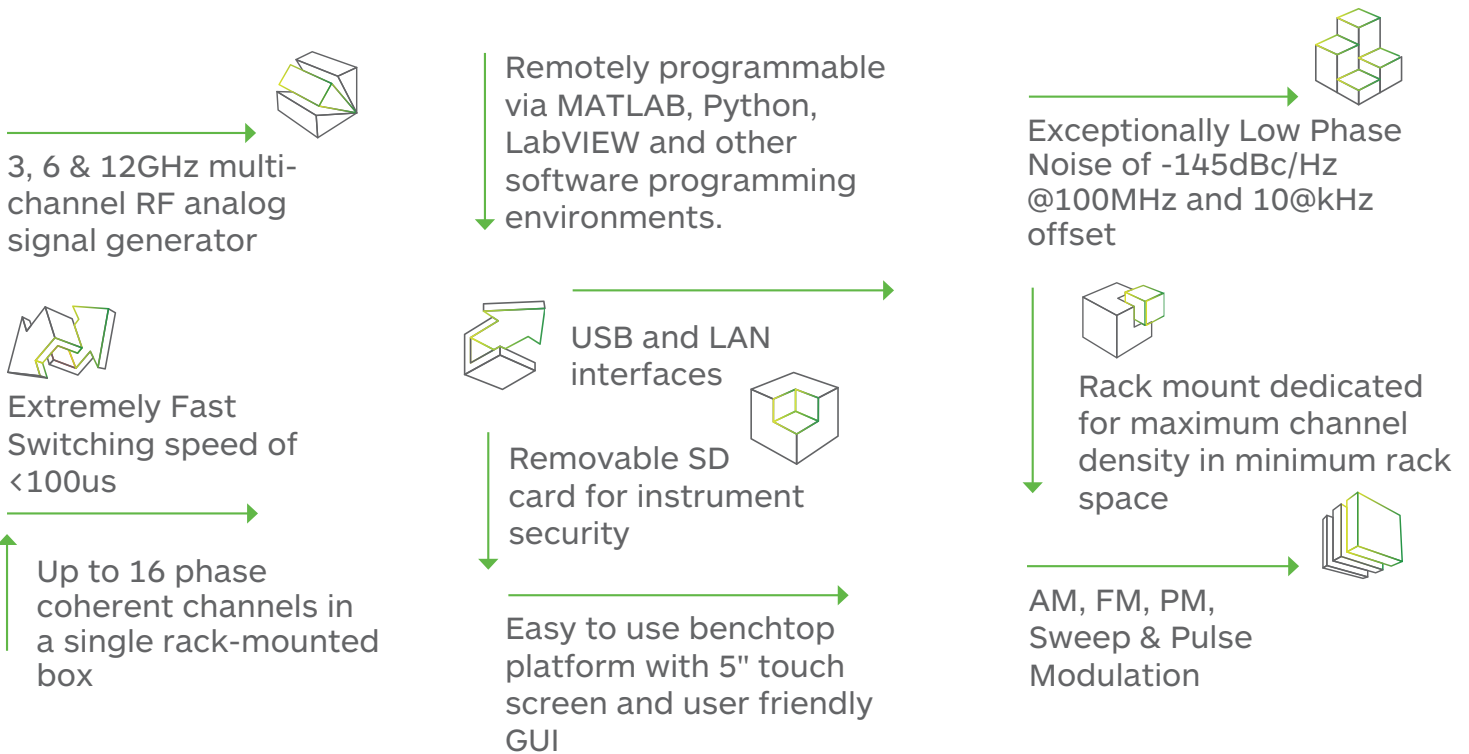 3, 6 & 12GHz multi-
channel RF analog
signal generator
Extremely Fast
Switching speed of
<100us
Up to 16 phase
coherent channels in
a single rack-mounted
box
Remotely programmable
via MATLAB, Python,
LabVIEW and other
software programming
environments.
USB and LAN
interfaces
Removable SD
card for instrument
security
Easy to use benchtop
platform with 5" touch
screen and user friendly
GUI
Exceptionally Low Phase
Noise of -145dBc/Hz
@100MHz and 10@kHz
offset
Rack mount dedicated
for maximum channel
density in minimum rack
space
AM, FM, PM,
Sweep & Pulse
Modulation